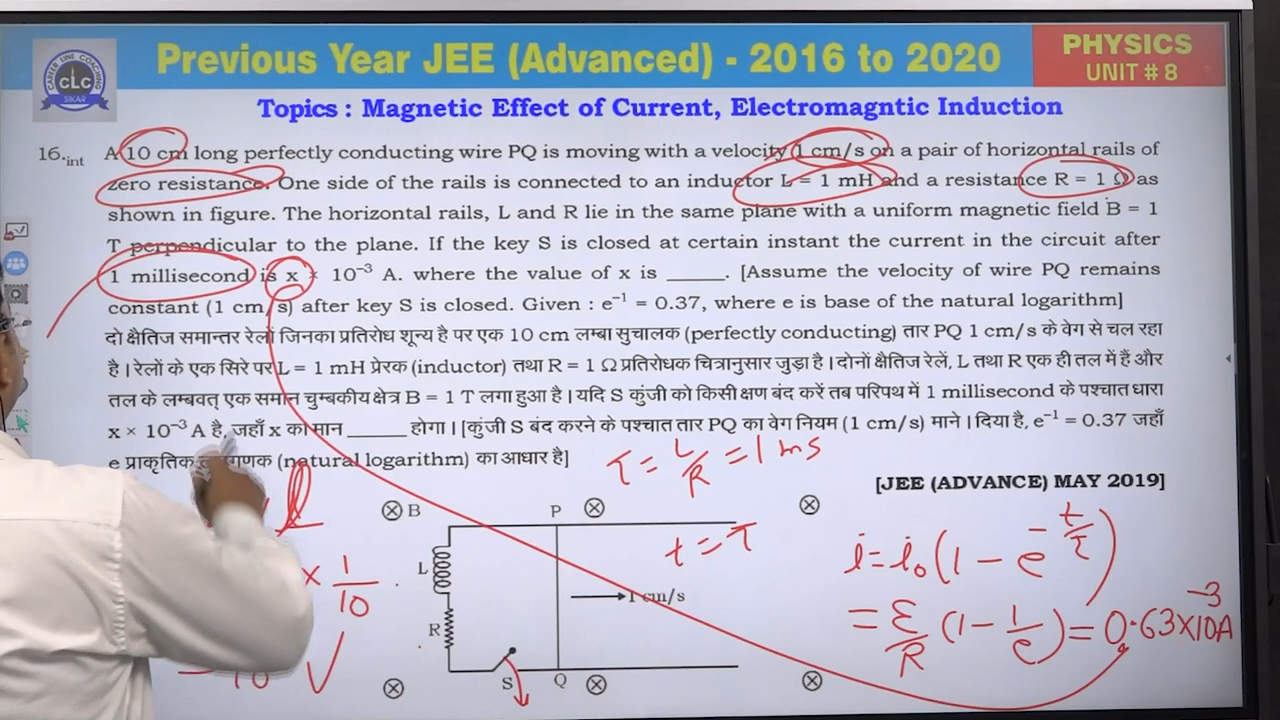 Previous Year JEE (Advanced) - 2016 to 2020
PHYSICS
UNIT # 8
CAREER LINE COACHING
CLC
SIKAR
Topics : Magnetic Effect of Current, Electromagntic Induction
16.int A 10 cm long perfectly conducting wire PQ is moving with a velocity 1 cm/s on a pair of horizontal rails of
zero resistance. One side of the rails is connected to an inductor L = 1 mH and a resistance R = 1 Ω as
shown in figure. The horizontal rails, L and R lie in the same plane with a uniform magnetic field B = 1
T perpendicular to the plane. If the key S is closed at certain instant the current in the circuit after
1 millisecond is x × 10⁻³ A. where the value of x is _____. [Assume the velocity of wire PQ remains
constant (1 cm/s) after key S is closed. Given : e⁻¹ = 0.37, where e is base of the natural logarithm]
दो क्षैतिज समान्तर रेलों जिनका प्रतिरोध शून्य है पर एक 10 cm लम्बा सुचालक (perfectly conducting) तार PQ 1 cm/s के वेग से चल रहा
है। रेलों के एक सिरे पर L = 1 mH प्रेरक (inductor) तथा R = 1 Ω प्रतिरोधक चित्रानुसार जुड़ा है। दोनों क्षैतिज रेलें, L तथा R एक ही तल में हैं और
तल के लम्बवत् एक समान चुम्बकीय क्षेत्र B = 1 T लगा हुआ है। यदि S कुंजी को किसी क्षण बंद करें तब परिपथ में 1 millisecond के पश्चात धारा
x × 10⁻³ A है, जहाँ x का मान _____ होगा। [कुंजी S बंद करने के पश्चात तार PQ का वेग नियम (1 cm/s) माने। दिया है, e⁻¹ = 0.37 जहाँ
e प्राकृतिक (natural logarithm) का आधार है]
τ = L/R = 1 ms
[JEE (ADVANCE) MAY 2019]
l
B
P
t = τ
i = i₀(1 − e^(−t/τ))
× 1/10
L
1 cm/s
= ε/R (1 − 1/e) = 0.63×10⁻³A
R
10 V
S
Q